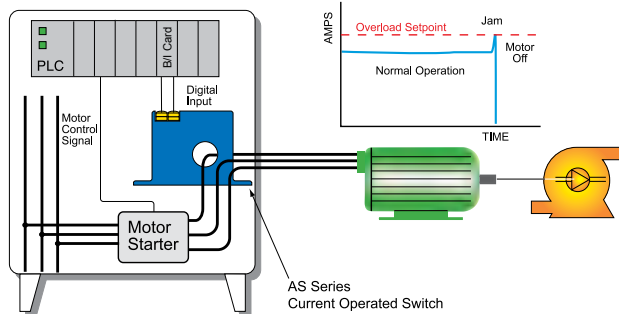 PLC
B/I Card
Digital
Input
Motor
Control
Signal
Motor
Starter
AS Series
Current Operated Switch
AMPS
Overload Setpoint
Jam
Motor
Off
Normal Operation
TIME